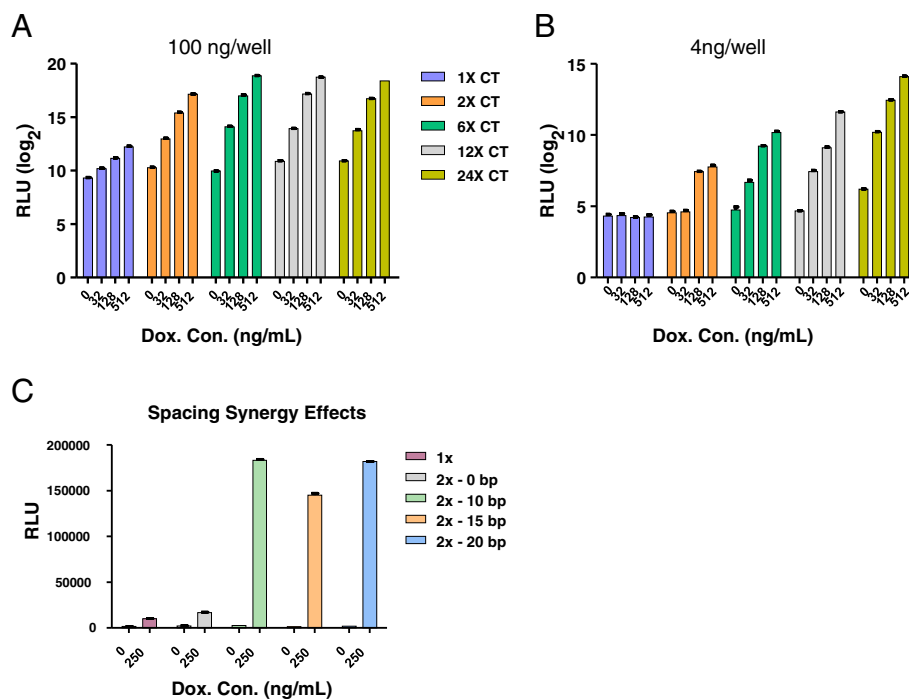 A
100 ng/well
RLU (log2)
20
15
10
5
0
0 32 128 512 0 32 128 512 0 32 128 512 0 32 128 512 0 32 128 512
Dox. Con. (ng/mL)
1X CT
2X CT
6X CT
12X CT
24X CT
B
4ng/well
RLU (log2)
15
10
5
0
0 32 128 512 0 32 128 512 0 32 128 512 0 32 128 512 0 32 128 512
Dox. Con. (ng/mL)
C
Spacing Synergy Effects
RLU
200000
150000
100000
50000
0
0 250 0 250 0 250 0 250 0 250
Dox. Con. (ng/mL)
1x
2x - 0 bp
2x - 10 bp
2x - 15 bp
2x - 20 bp